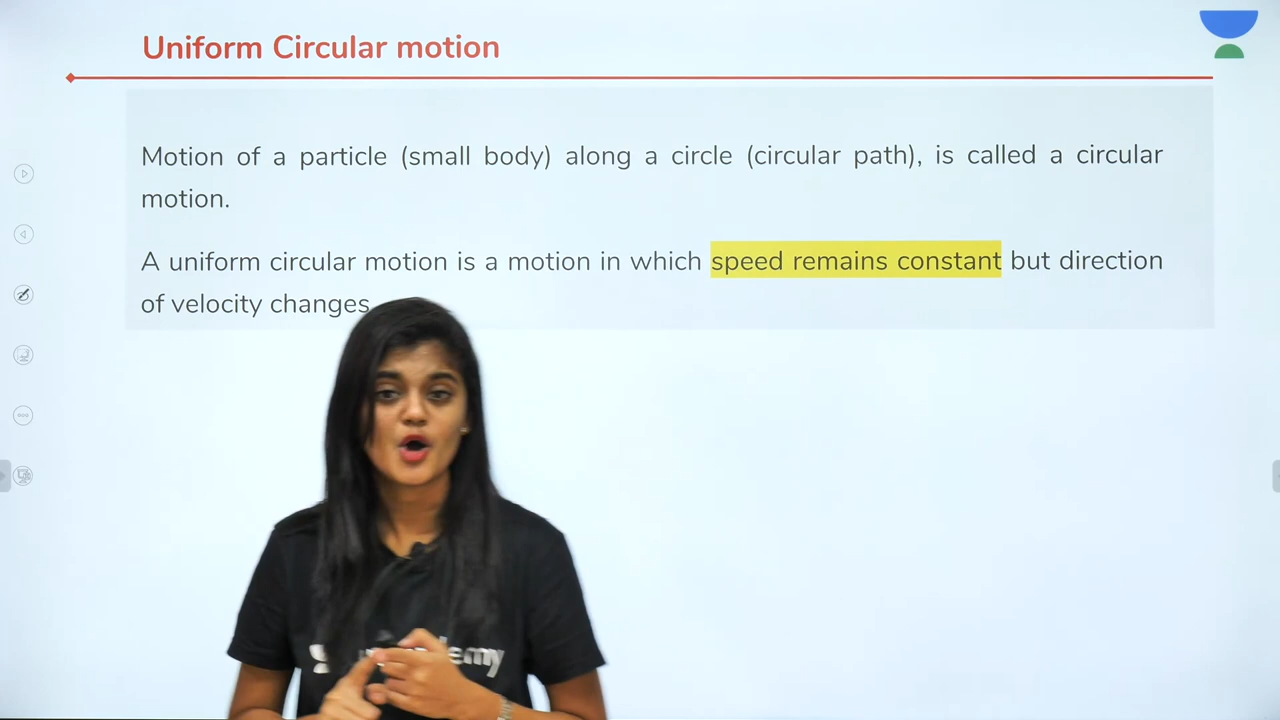 Uniform Circular motion
Motion of a particle (small body) along a circle (circular path), is called a circular
motion.
A uniform circular motion is a motion in which speed remains constant but direction
of velocity changes